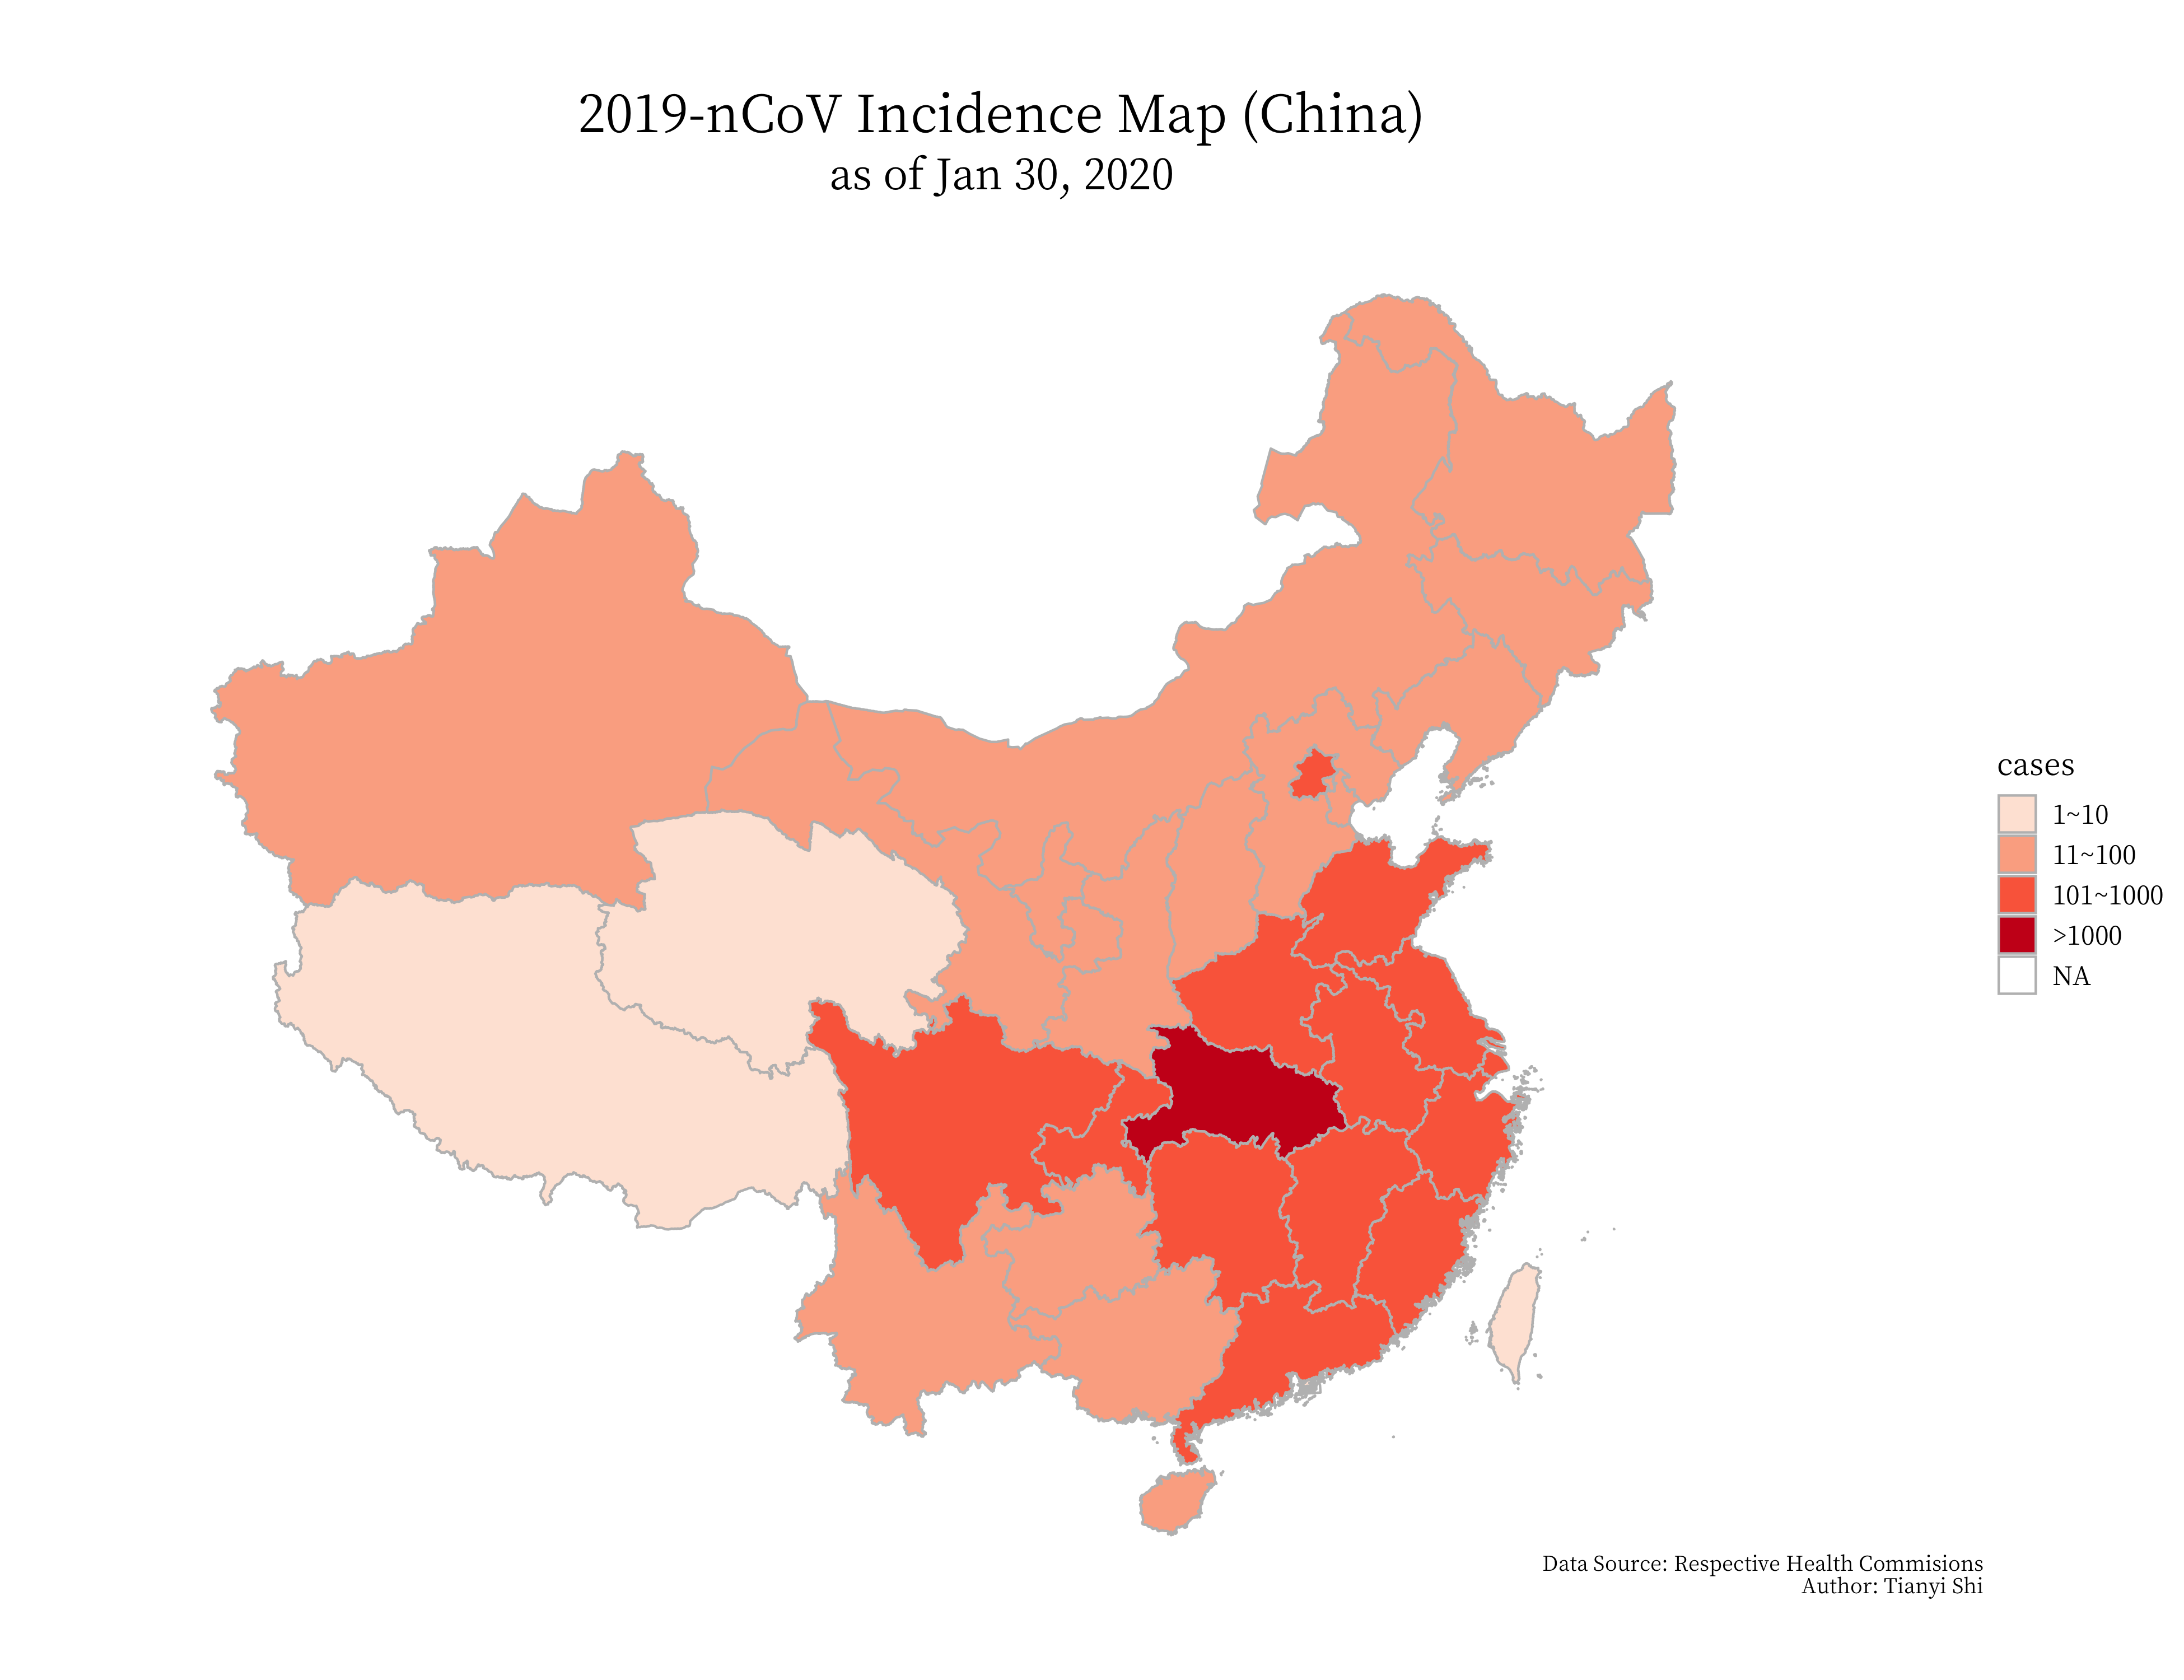 2019-nCoV Incidence Map (China)
as of Jan 30, 2020
cases
1~10
11~100
101~1000
>1000
NA
Data Source: Respective Health Commisions
Author: Tianyi Shi